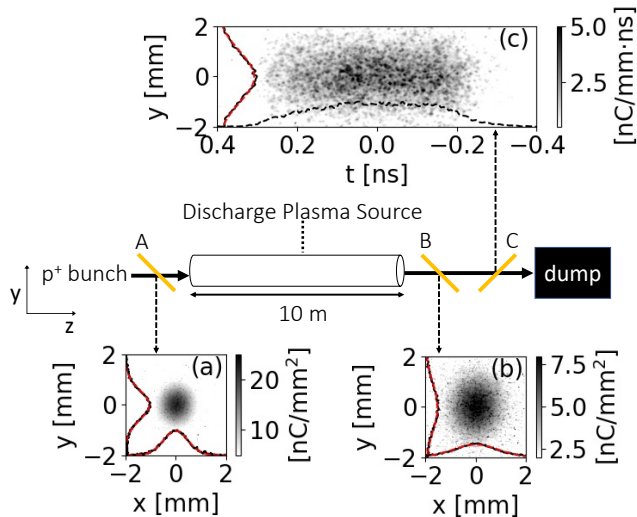 (c)
y [mm]
2
0
−2
0.4 0.2 0.0 −0.2 −0.4
t [ns]
5.0
2.5
[nC/mm·ns]
Discharge Plasma Source
A
B
C
p⁺ bunch
dump
y
z
10 m
(a)
y [mm]
2
0
−2
−2 0 2
x [mm]
20
10
[nC/mm²]
(b)
y [mm]
2
0
−2
−2 0 2
x [mm]
7.5
5.0
2.5
[nC/mm²]